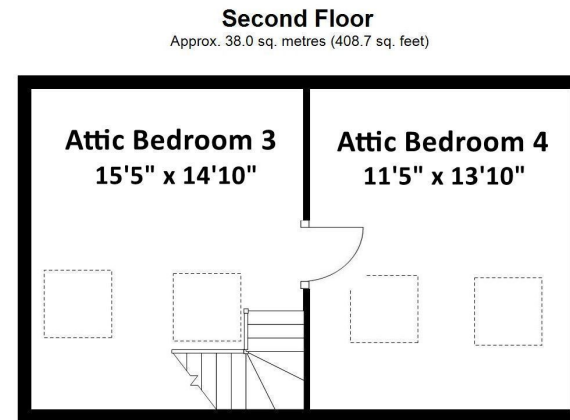 Second Floor
Approx. 38.0 sq. metres (408.7 sq. feet)
Attic Bedroom 3
15'5" x 14'10"
Attic Bedroom 4
11'5" x 13'10"